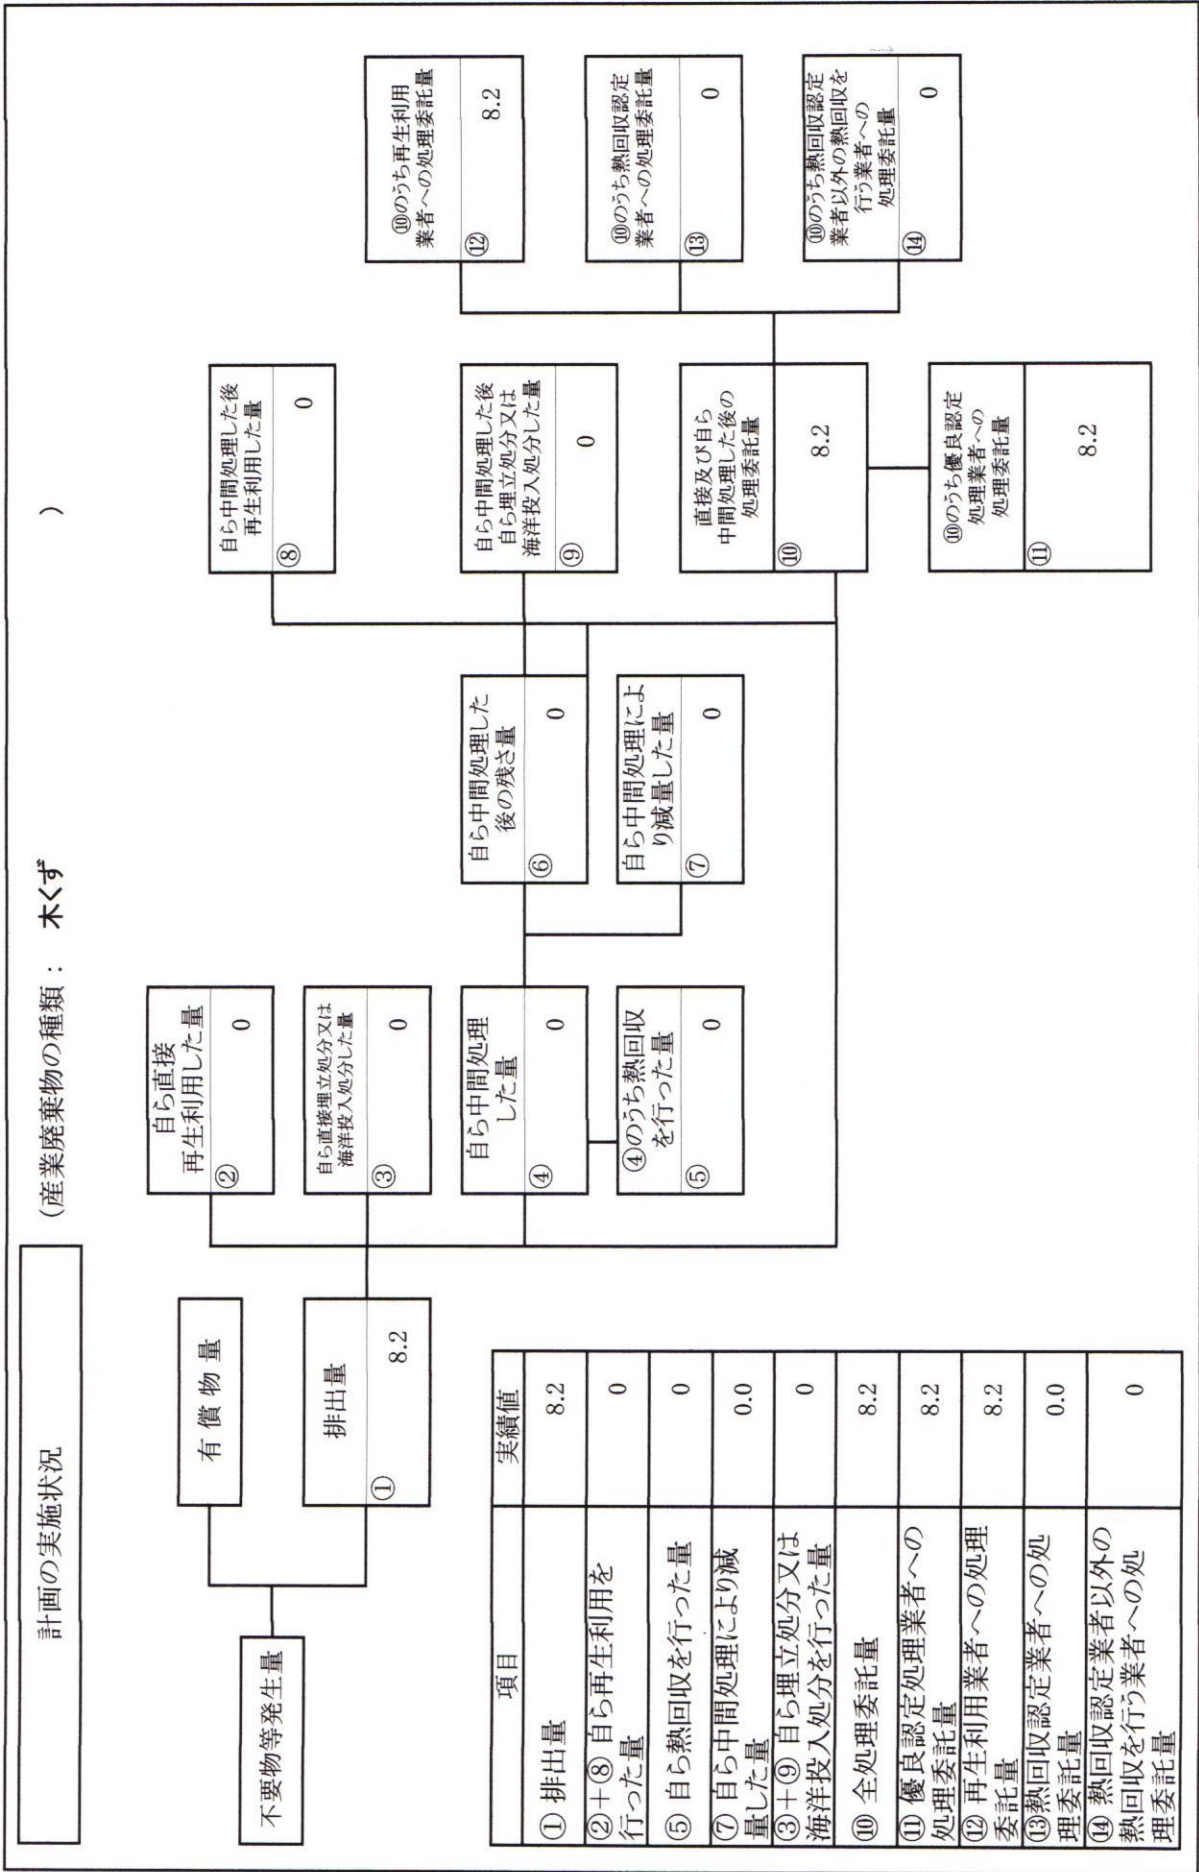 計画の実施状況
(産業廃棄物の種類： 木くず )
不要物等発生量
有償物量
排出量
① 8.2
自ら直接
再生利用した量
② 0
自ら直接埋立処分又は
海洋投入処分した量
③ 0
自ら中間処理
した量
④ 0
④のうち熱回収
を行った量
⑤ 0
自ら中間処理した
後の残さ量
⑥ 0
自ら中間処理によ
り減量した量
⑦ 0
自ら中間処理した後
再生利用した量
⑧ 0
自ら中間処理した後
自ら埋立処分又は
海洋投入処分した量
⑨ 0
直接及び自ら
中間処理した後の
処理委託量
⑩ 8.2
⑩のうち優良認定
処理業者への
処理委託量
⑪ 8.2
⑩のうち再生利用
業者への処理委託量
⑫ 8.2
⑩のうち熱回収認定
業者への処理委託量
⑬ 0
⑩のうち熱回収認定
業者以外の熱回収を
行う業者への
処理委託量
⑭ 0
項目 実績値
① 排出量 8.2
②＋⑧ 自ら再生利用を
行った量 0
⑤ 自ら熱回収を行った量 0
⑦ 自ら中間処理により減
量した量 0.0
③＋⑨ 自ら埋立処分又は
海洋投入処分を行った量 0
⑩ 全処理委託量 8.2
⑪ 優良認定処理業者への
処理委託量 8.2
⑫ 再生利用業者への処理
委託量 8.2
⑬熱回収認定業者への処
理委託量 0.0
⑭ 熱回収認定業者以外の
熱回収を行う業者への処
理委託量 0